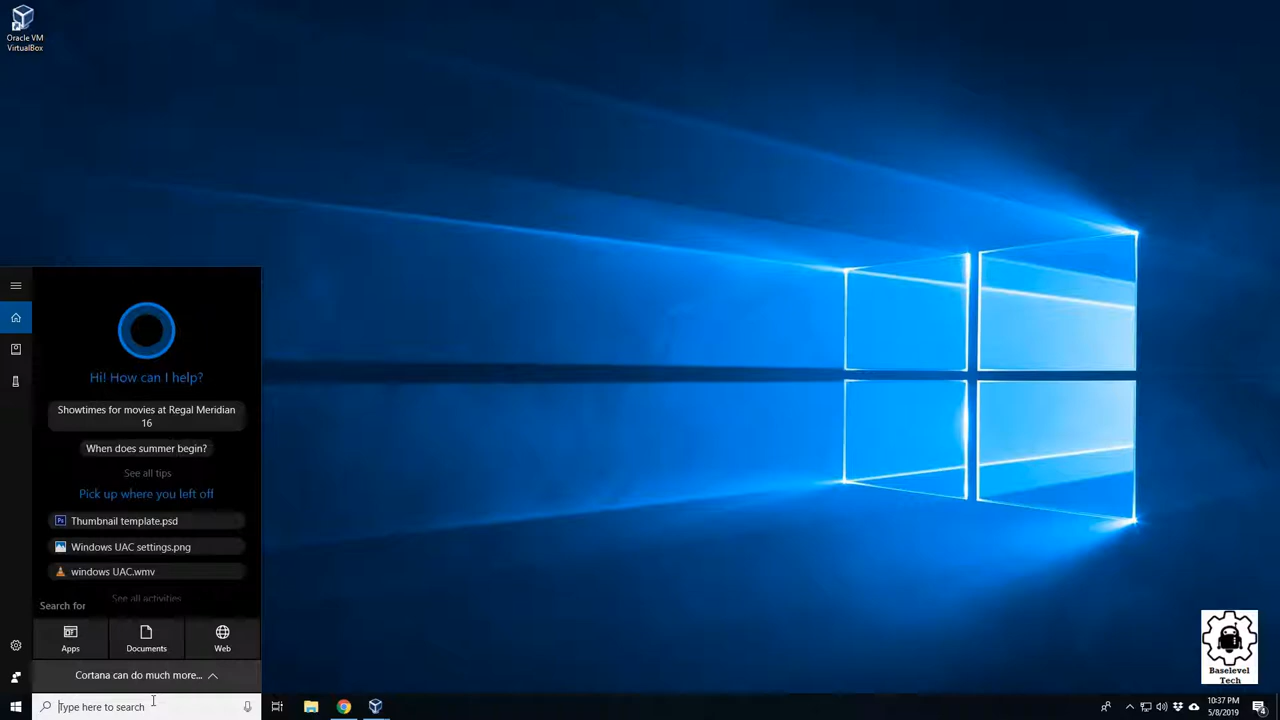 Oracle VM
VirtualBox
Hi! How can I help?
Showtimes for movies at Regal Meridian
16
When does summer begin?
See all tips
Pick up where you left off
Thumbnail template.psd
Windows UAC settings.png
windows UAC.wmv
See all activities
Search for
Apps
Documents
Web
Cortana can do much more...
Type here to search
Baselevel
Tech
10:37 PM
5/8/2019
4